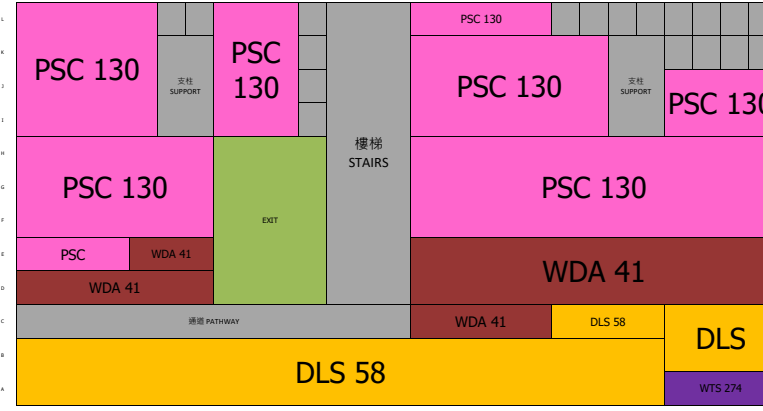 L
PSC 130
K
PSC 130
PSC
130
支柱
SUPPORT
PSC 130
支柱
SUPPORT
J
PSC 130
I
樓梯
STAIRS
H
PSC 130
PSC 130
G
EXIT
F
E
PSC
WDA 41
WDA 41
D
WDA 41
C
通道 PATHWAY
WDA 41
DLS 58
DLS
B
DLS 58
A
WTS 274